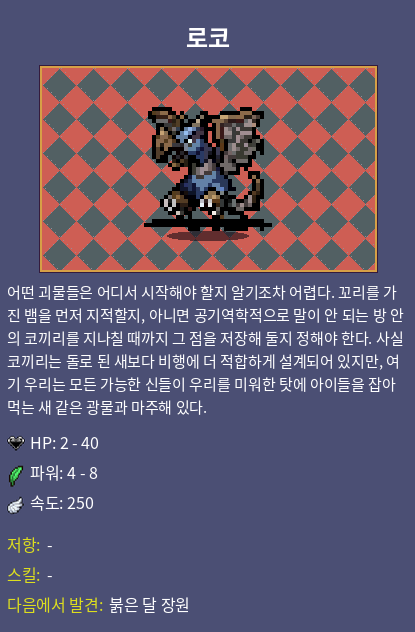 로코
어떤 괴물들은 어디서 시작해야 할지 알기조차 어렵다. 꼬리를 가
진 뱀을 먼저 지적할지, 아니면 공기역학적으로 말이 안 되는 방 안
의 코끼리를 지나칠 때까지 그 점을 저장해 둘지 정해야 한다. 사실
코끼리는 돌로 된 새보다 비행에 더 적합하게 설계되어 있지만, 여
기 우리는 모든 가능한 신들이 우리를 미워한 탓에 아이들을 잡아
먹는 새 같은 광물과 마주해 있다.
HP: 2 - 40
파워: 4 - 8
속도: 250
저항: -
스킬: -
다음에서 발견: 붉은 달 장원